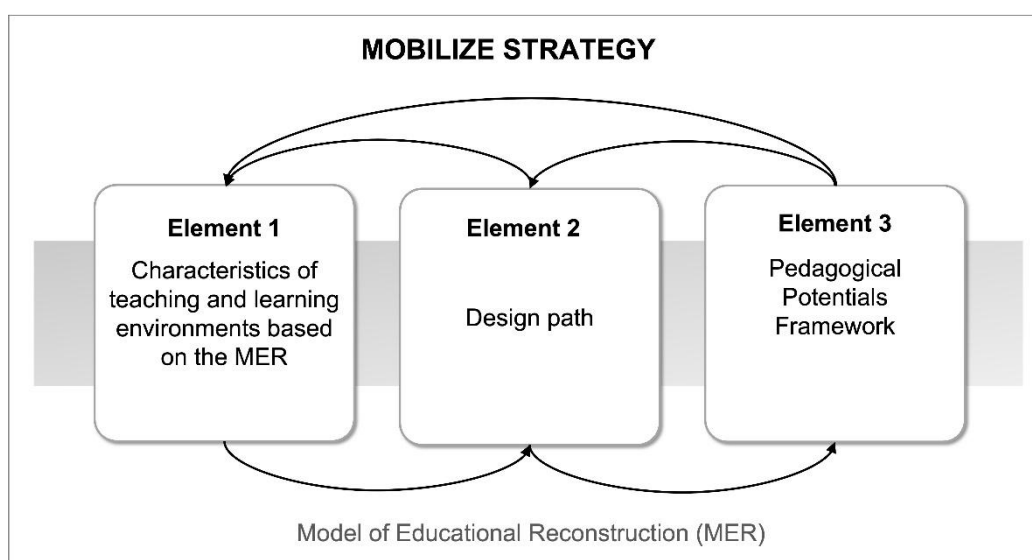 MOBILIZE STRATEGY
Element 1
Characteristics of
teaching and learning
environments based
on the MER
Element 2
Design path
Element 3
Pedagogical
Potentials
Framework
Model of Educational Reconstruction (MER)